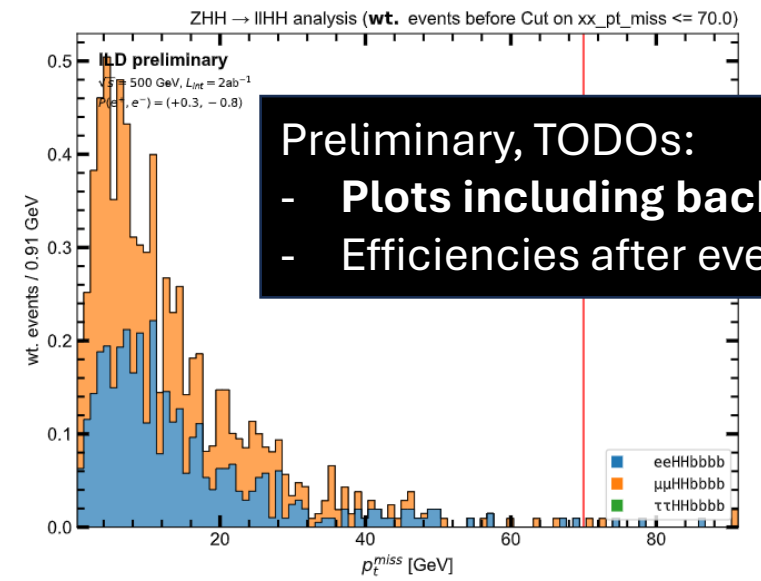 ZHH → llHH analysis (wt. events before Cut on xx_pt_miss <= 70.0)
ILD preliminary
√s = 500 GeV, L_int = 2ab⁻¹
P(e⁺, e⁻) = (+0.3, −0.8)
Preliminary, TODOs:
- Plots including bac
- Efficiencies after eve
wt. events / 0.91 GeV
0.5
0.4
0.3
0.2
0.1
0.0
20
40
60
80
p_t^miss [GeV]
eeHHbbbb
μμHHbbbb
ττHHbbbb